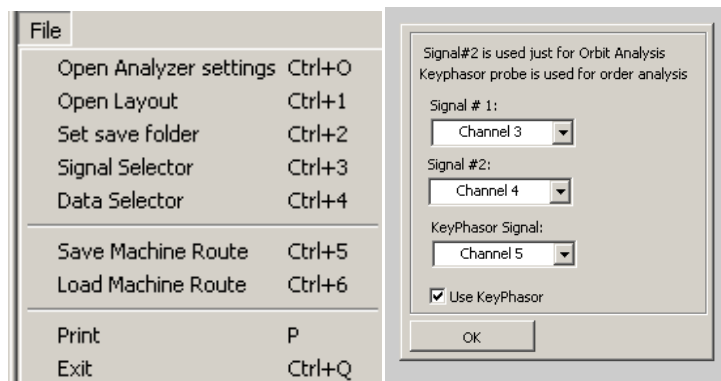 File
Open Analyzer settings Ctrl+O
Open Layout Ctrl+1
Set save folder Ctrl+2
Signal Selector Ctrl+3
Data Selector Ctrl+4
Save Machine Route Ctrl+5
Load Machine Route Ctrl+6
Print P
Exit Ctrl+Q
Signal#2 is used just for Orbit Analysis
Keyphasor probe is used for order analysis
Signal # 1:
Channel 3
Signal #2:
Channel 4
KeyPhasor Signal:
Channel 5
Use KeyPhasor
OK